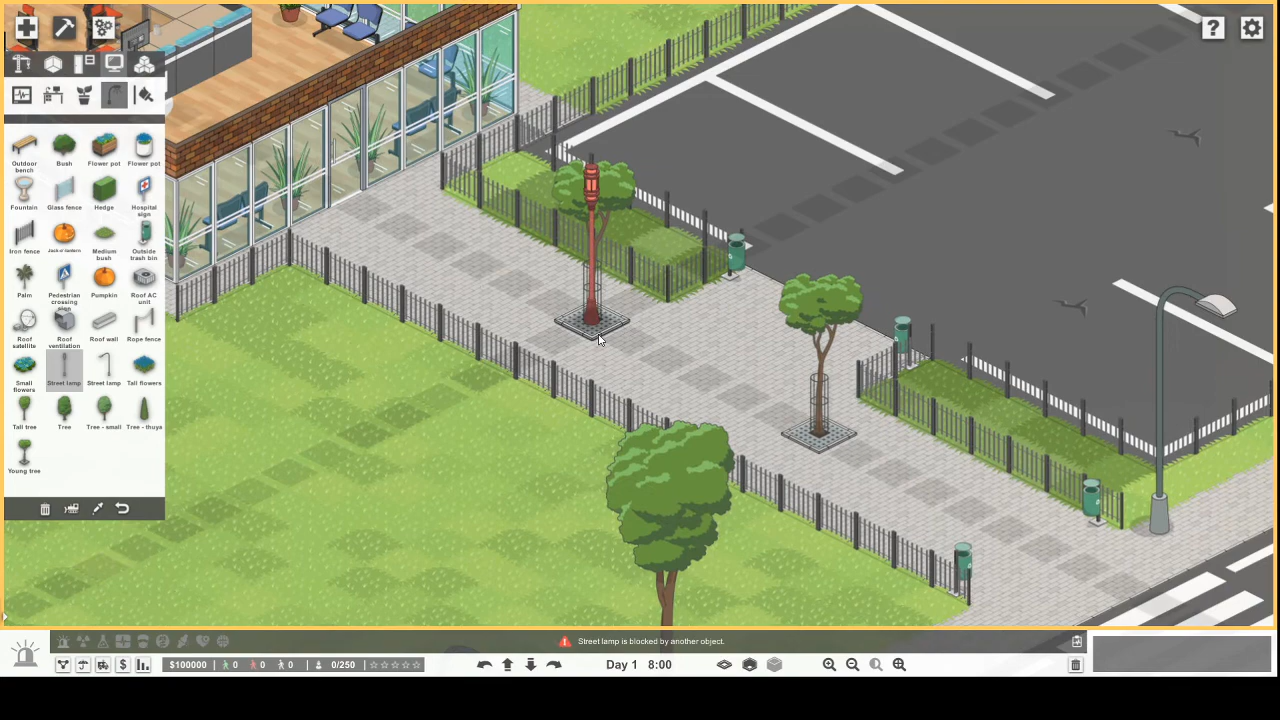 ?
Outdoor bench
Bush
Flower pot
Flower pot
Fountain
Glass fence
Hedge
Hospital sign
Iron fence
Jack o' lantern
Medium bush
Outside trash bin
Palm
Pedestrian crossing sign
Pumpkin
Roof AC unit
Roof satellite
Roof ventilation
Roof wall
Rope fence
Small flowers
Street lamp
Street lamp
Tall flowers
Tall tree
Tree
Tree - small
Tree - thuya
Young tree
Street lamp is blocked by another object.
$
$100000
0
0
0
0/250
Day 1 8:00